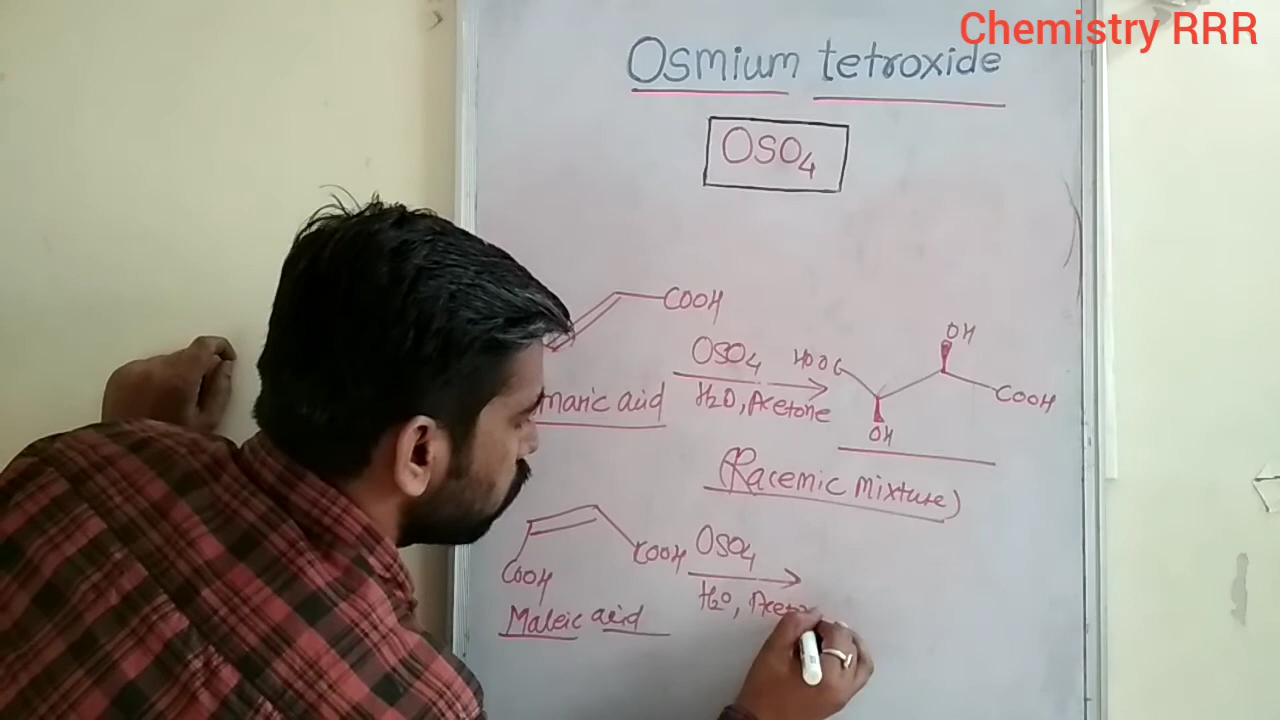 Chemistry RRR
Osmium tetroxide
OSO4
COOH
OSO4
H2O, Acetone
HOOC
OH
COOH
OH
acid
(Racemic Mixture)
COOH
COOH
OSO4
H2O,
Maleic acid